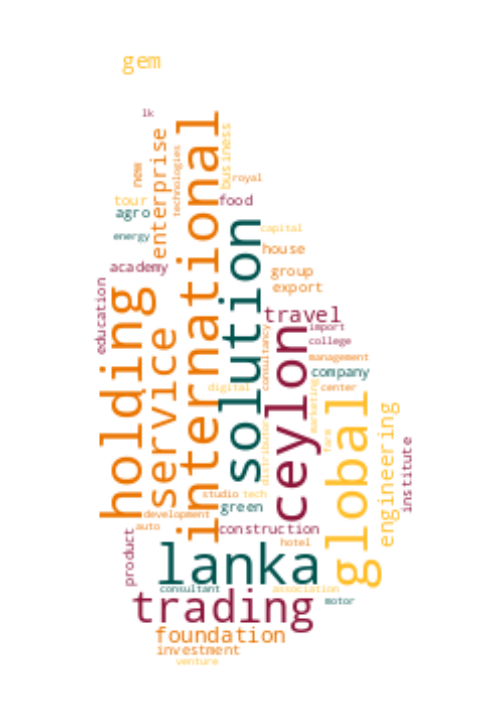 gem
lk
new
enterprise
technologies
international
business
royal
tour
agro
food
energy
solution
capital
house
academy
group
export
education
holding
service
travel
ceylon
consultancy
import
college
management
company
digital
center
marketing
global
engineering
farm
distributor
institute
studio
tech
green
development
auto
construction
product
hotel
lanka
consultant
association
motor
trading
foundation
investment
venture